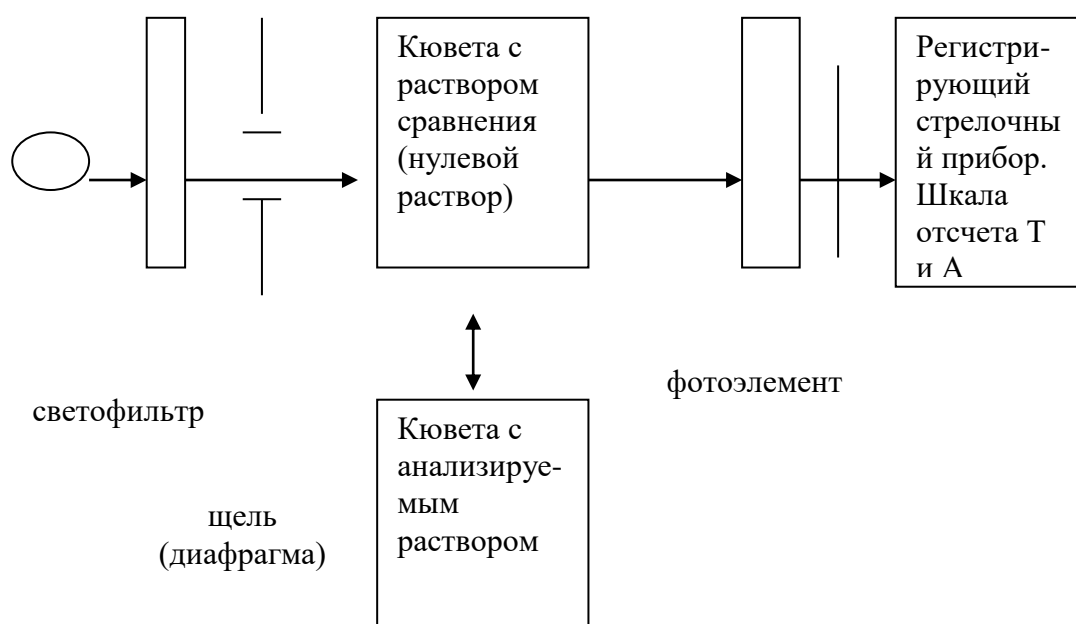 Кювета с
раствором
сравнения
(нулевой
раствор)
Регистри-
рующий
стрелочны
й прибор.
Шкала
отсчета Т
и А
фотоэлемент
светофильтр
Кювета с
анализируе-
мым
раствором
щель
(диафрагма)